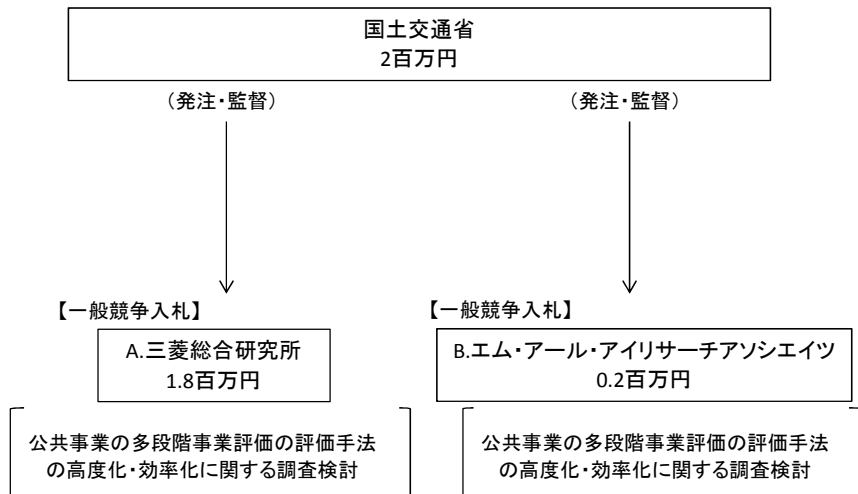 国土交通省
2百万円
（発注・監督）
（発注・監督）
【一般競争入札】
A.三菱総合研究所
1.8百万円
公共事業の多段階事業評価の評価手法
の高度化・効率化に関する調査検討
【一般競争入札】
B.エム・アール・アイリサーチアソシエイツ
0.2百万円
公共事業の多段階事業評価の評価手法
の高度化・効率化に関する調査検討